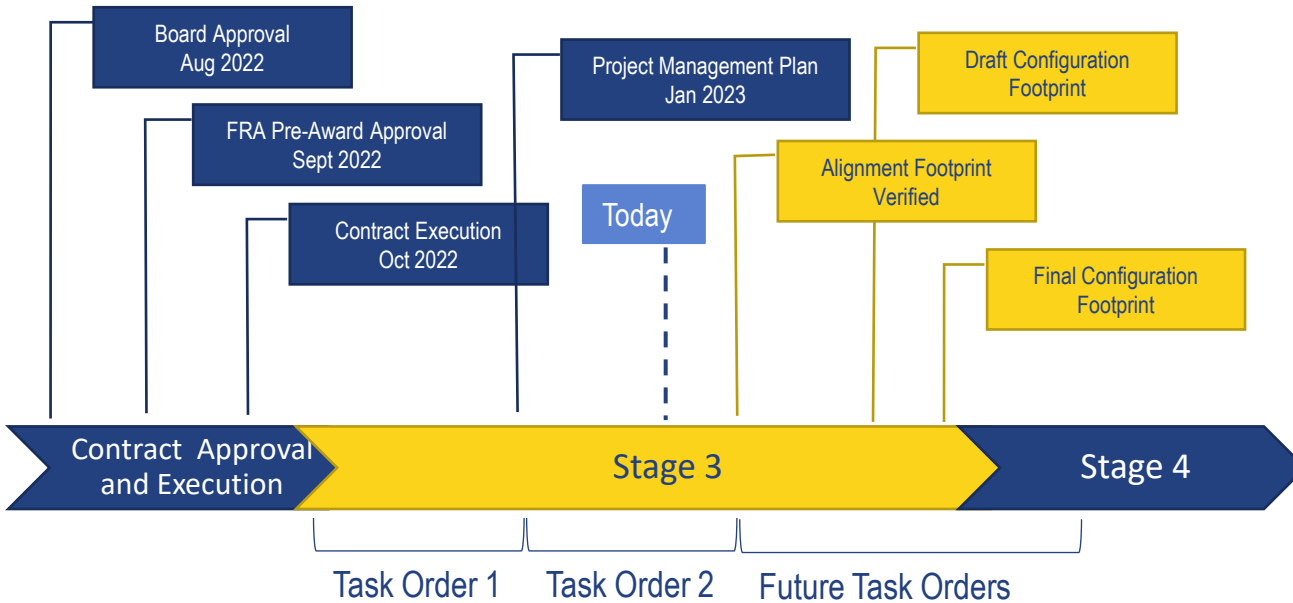 Board Approval
Aug 2022
FRA Pre-Award Approval
Sept 2022
Contract Execution
Oct 2022
Project Management Plan
Jan 2023
Today
Draft Configuration
Footprint
Alignment Footprint
Verified
Final Configuration
Footprint
Contract Approval
and Execution
Stage 3
Stage 4
Task Order 1
Task Order 2
Future Task Orders